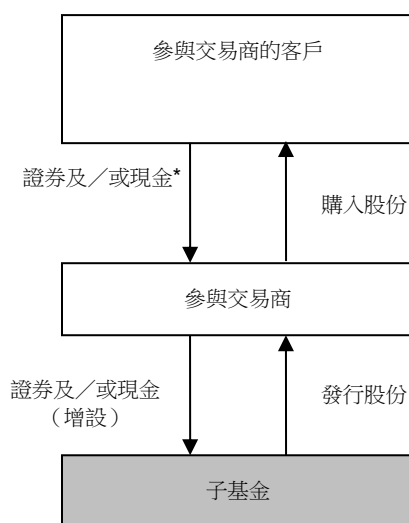 參與交易商的客戶
證券及／或現金*
購入股份
參與交易商
證券及／或現金
（增設）
發行股份
子基金